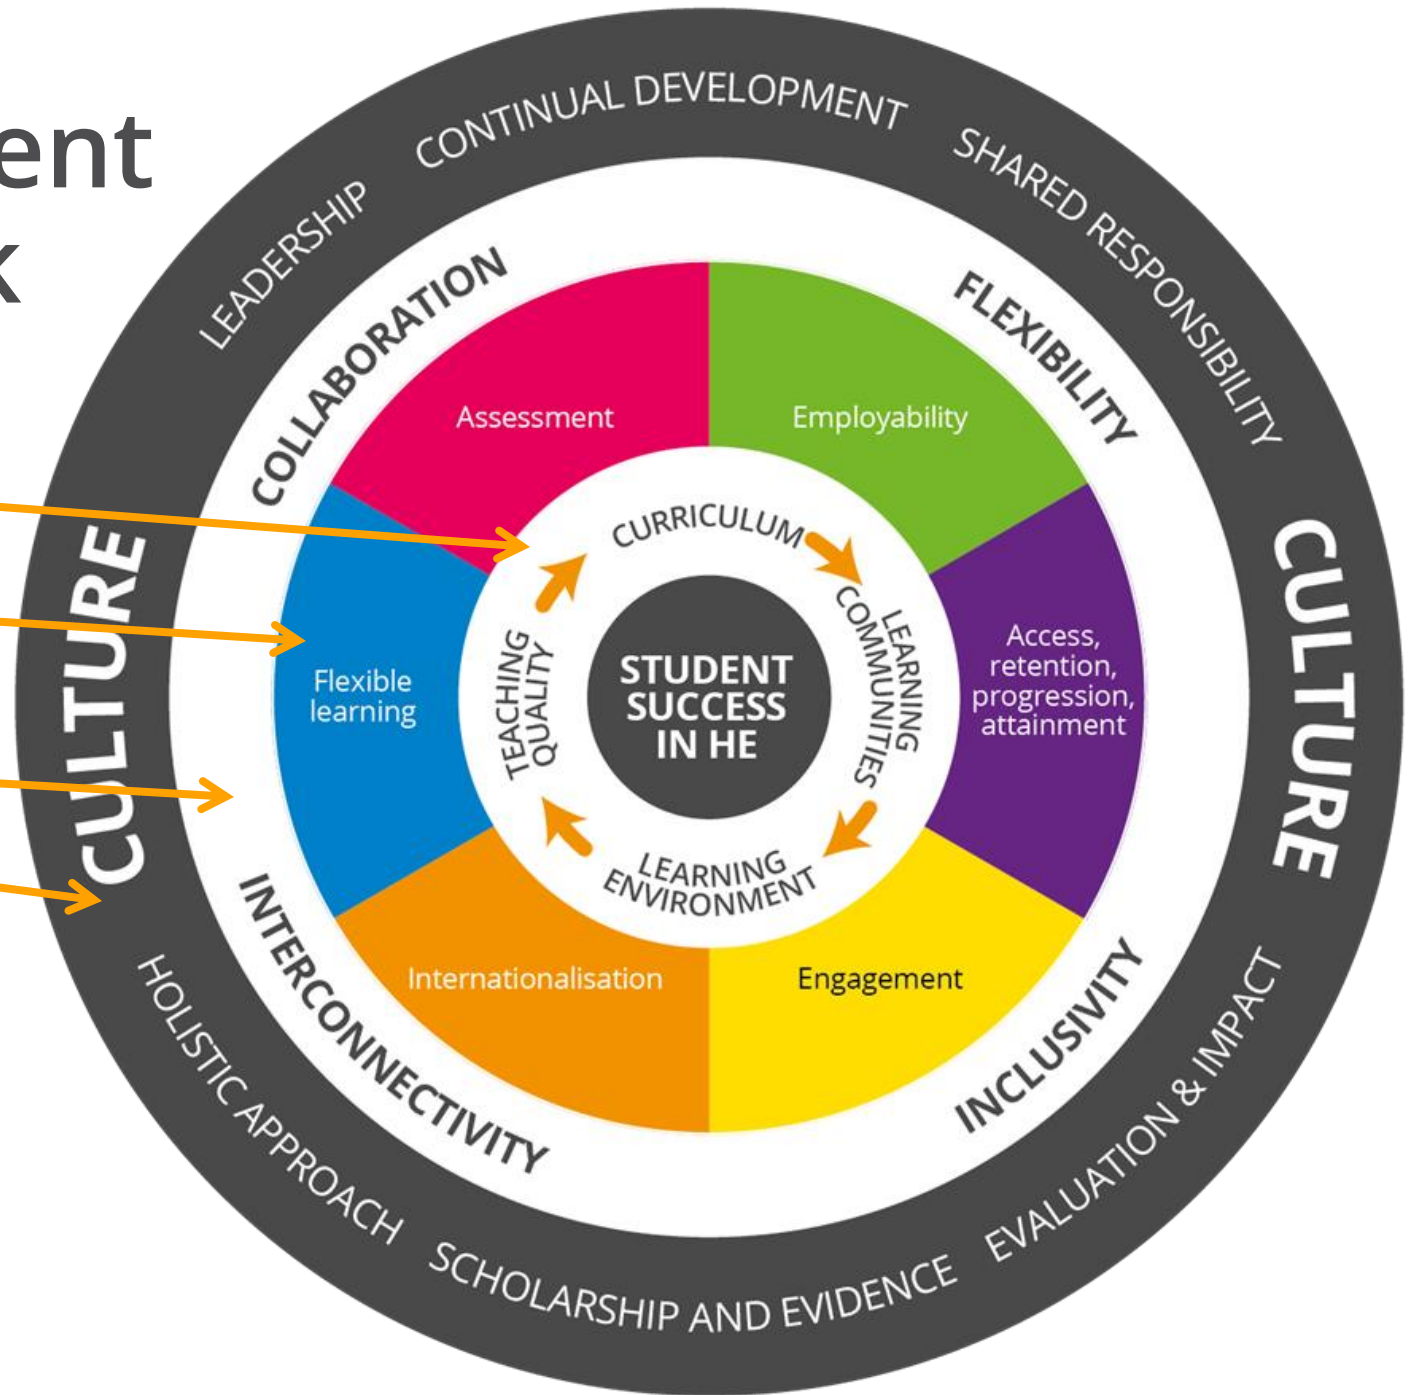 ent
k
LEADERSHIP
CONTINUAL DEVELOPMENT
SHARED RESPONSIBILITY
CULTURE
CULTURE
HOLISTIC APPROACH
SCHOLARSHIP AND EVIDENCE
EVALUATION & IMPACT
COLLABORATION
FLEXIBILITY
INTERCONNECTIVITY
INCLUSIVITY
Assessment
Employability
Flexible
learning
Access,
retention,
progression,
attainment
Internationalisation
Engagement
CURRICULUM
LEARNING
COMMUNITIES
LEARNING
ENVIRONMENT
TEACHING
QUALITY
STUDENT
SUCCESS
IN HE